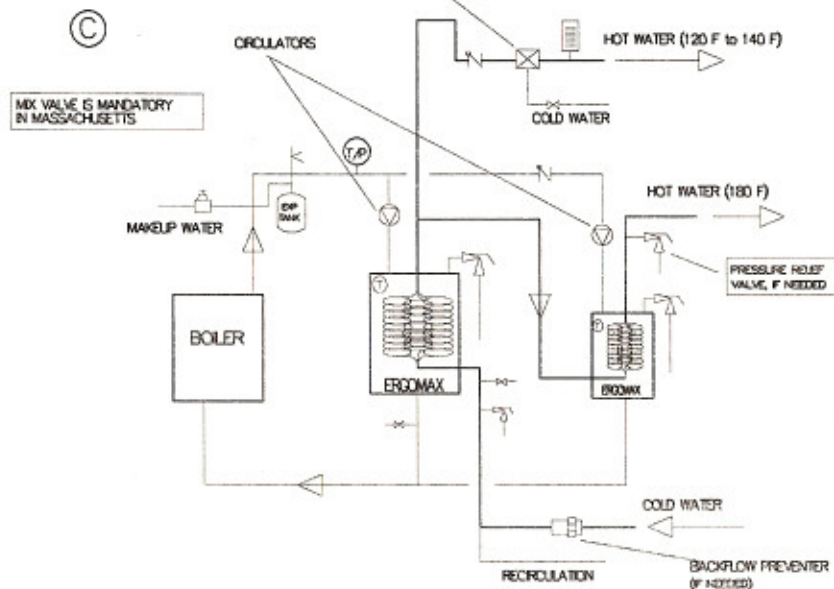 C
CIRCULATORS
HOT WATER (120 F to 140 F)
MIX VALVE IS MANDATORY
IN MASSACHUSETTS
COLD WATER
T/P
HOT WATER (180 F)
EXP
TANK
MAKEUP WATER
PRESSURE RELIEF
VALVE, IF NEEDED
T
T
BOILER
ERGOMAX
ERGOMAX
COLD WATER
BACKFLOW PREVENTER
(IF NEEDED)
RECIRCULATION